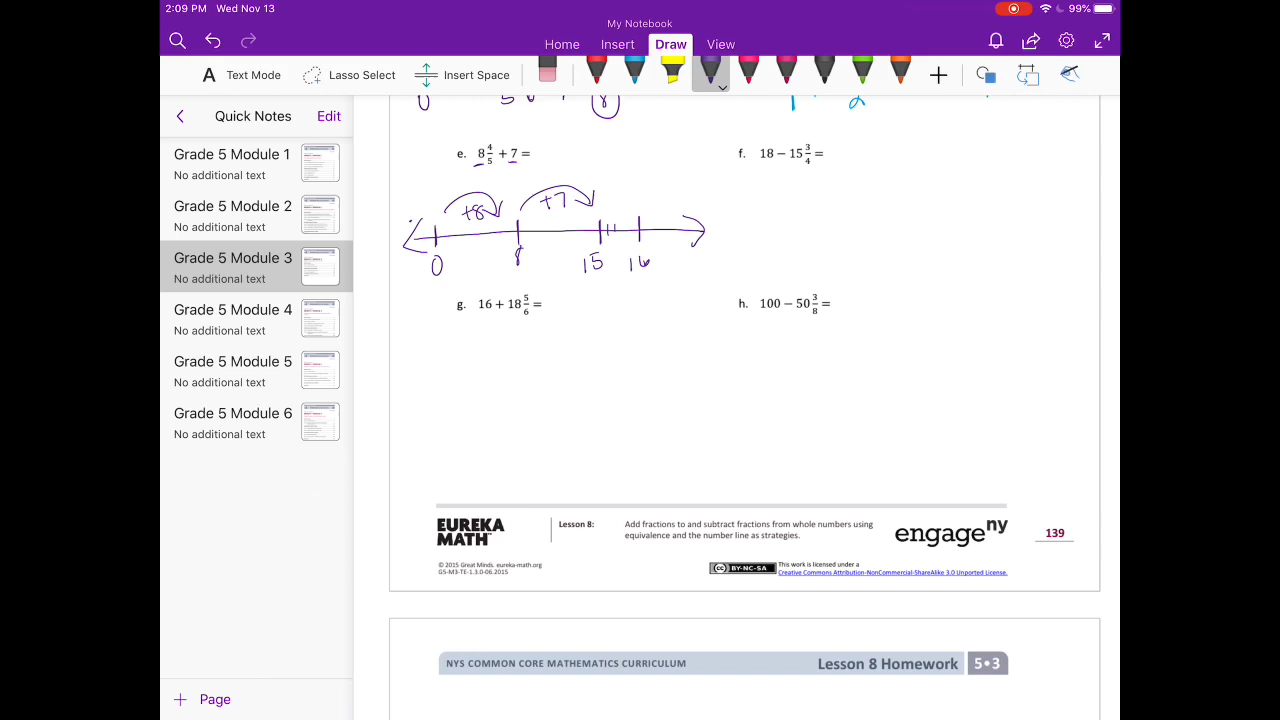 2:09 PM Wed Nov 13
99%
My Notebook
Home Insert Draw View
A Text Mode Lasso Select Insert Space
Quick Notes Edit
Grade 5 Module 1
No additional text
Grade 5 Module 2
No additional text
Grade 5 Module 3
No additional text
Grade 5 Module 4
No additional text
Grade 5 Module 5
No additional text
Grade 5 Module 6
No additional text
Page
e. 8 4/5 + 7 =
f. 18 − 15 3/4 =
+7
0 8 15 16
g. 16 + 18 5/6 =
h. 100 − 50 3/8 =
EUREKA
MATH™
Lesson 8:
Add fractions to and subtract fractions from whole numbers using
equivalence and the number line as strategies.
engageny
139
© 2015 Great Minds. eureka-math.org
G5-M3-TE-1.3.0-06.2015
cc BY-NC-SA
This work is licensed under a
Creative Commons Attribution-NonCommercial-ShareAlike 3.0 Unported License.
NYS COMMON CORE MATHEMATICS CURRICULUM
Lesson 8 Homework 5•3